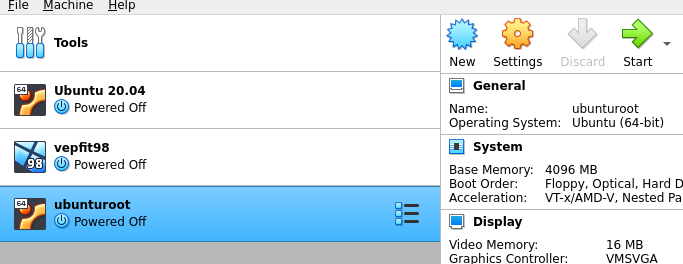 File Machine Help
Tools
64
Ubuntu 20.04
Powered Off
98
vepfit98
Powered Off
64
ubunturoot
Powered Off
New Settings Discard Start
General
Name: ubunturoot
Operating System: Ubuntu (64-bit)
System
Base Memory: 4096 MB
Boot Order: Floppy, Optical, Hard D
Acceleration: VT-x/AMD-V, Nested Pa
Display
Video Memory: 16 MB
Graphics Controller: VMSVGA